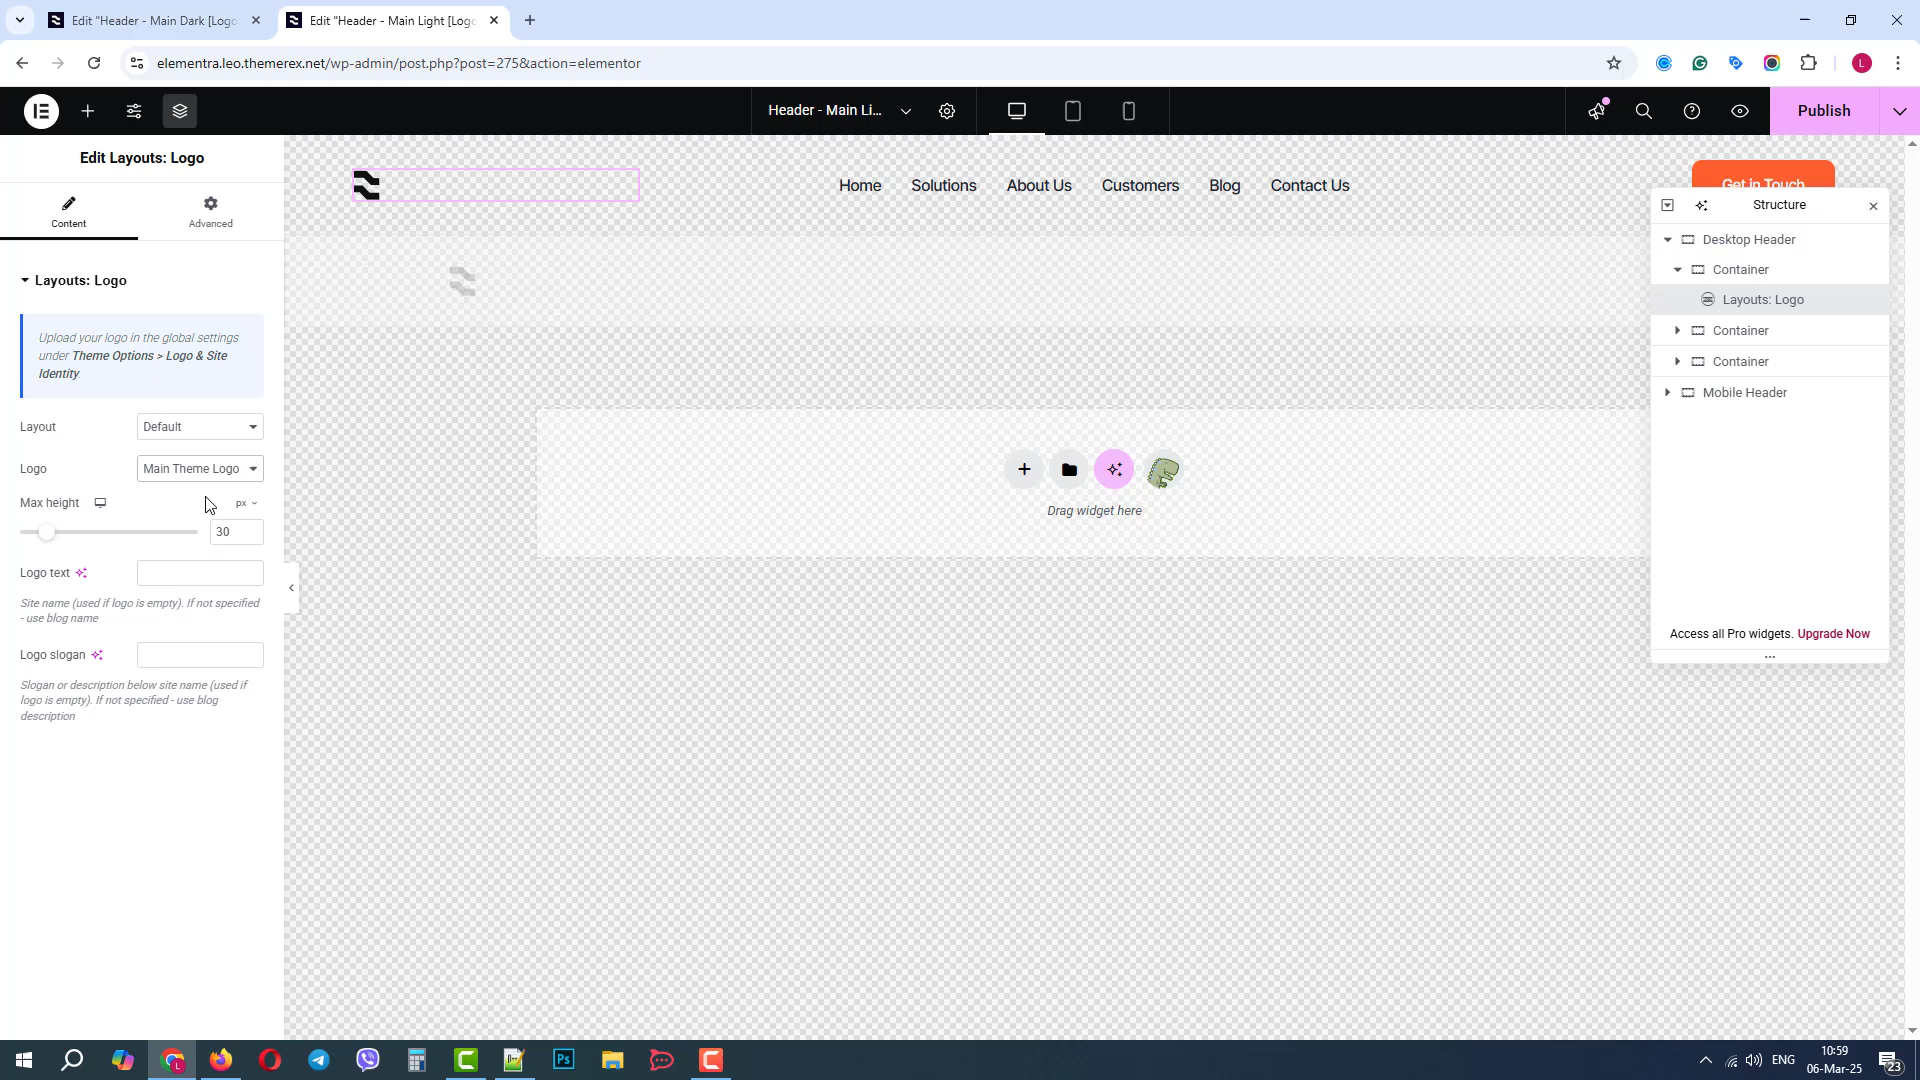 Edit "Header - Main Dark [Logo
Edit "Header - Main Light [Logo
elementra.leo.themerex.net/wp-admin/post.php?post=275&action=elementor
L
Header - Main Li...
Publish
Edit Layouts: Logo
Content
Advanced
Layouts: Logo
Upload your logo in the global settings
under Theme Options > Logo & Site
Identity.
Layout
Default
Logo
Main Theme Logo
Max height
px
30
Logo text
Site name (used if logo is empty). If not specified
- use blog name
Logo slogan
Slogan or description below site name (used if
logo is empty). If not specified - use blog
description
Home
Solutions
About Us
Customers
Blog
Contact Us
Get in Touch
Drag widget here
Structure
Desktop Header
Container
Layouts: Logo
Container
Container
Mobile Header
Access all Pro widgets. Upgrade Now
Ps
ENG
10:59
06-Mar-25
23